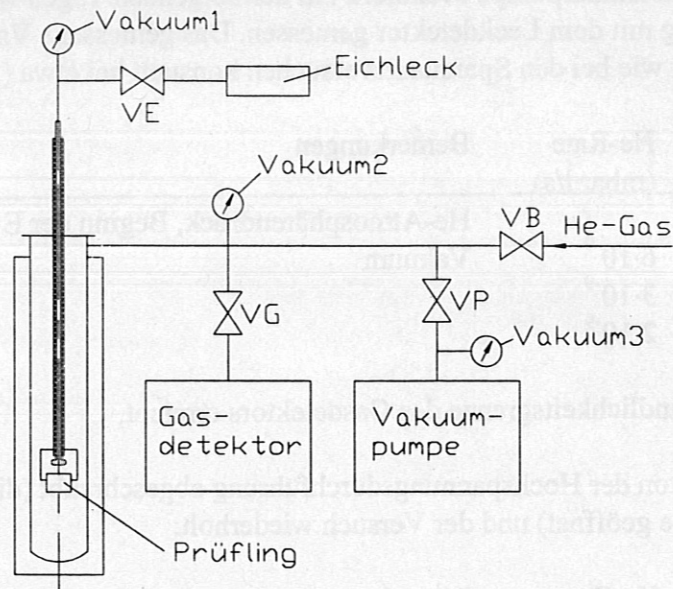 Vakuum1
Eichleck
VE
Vakuum2
VB
He-Gas
VG
VP
Vakuum3
Gas-
detektor
Vakuum-
pumpe
Prüfling